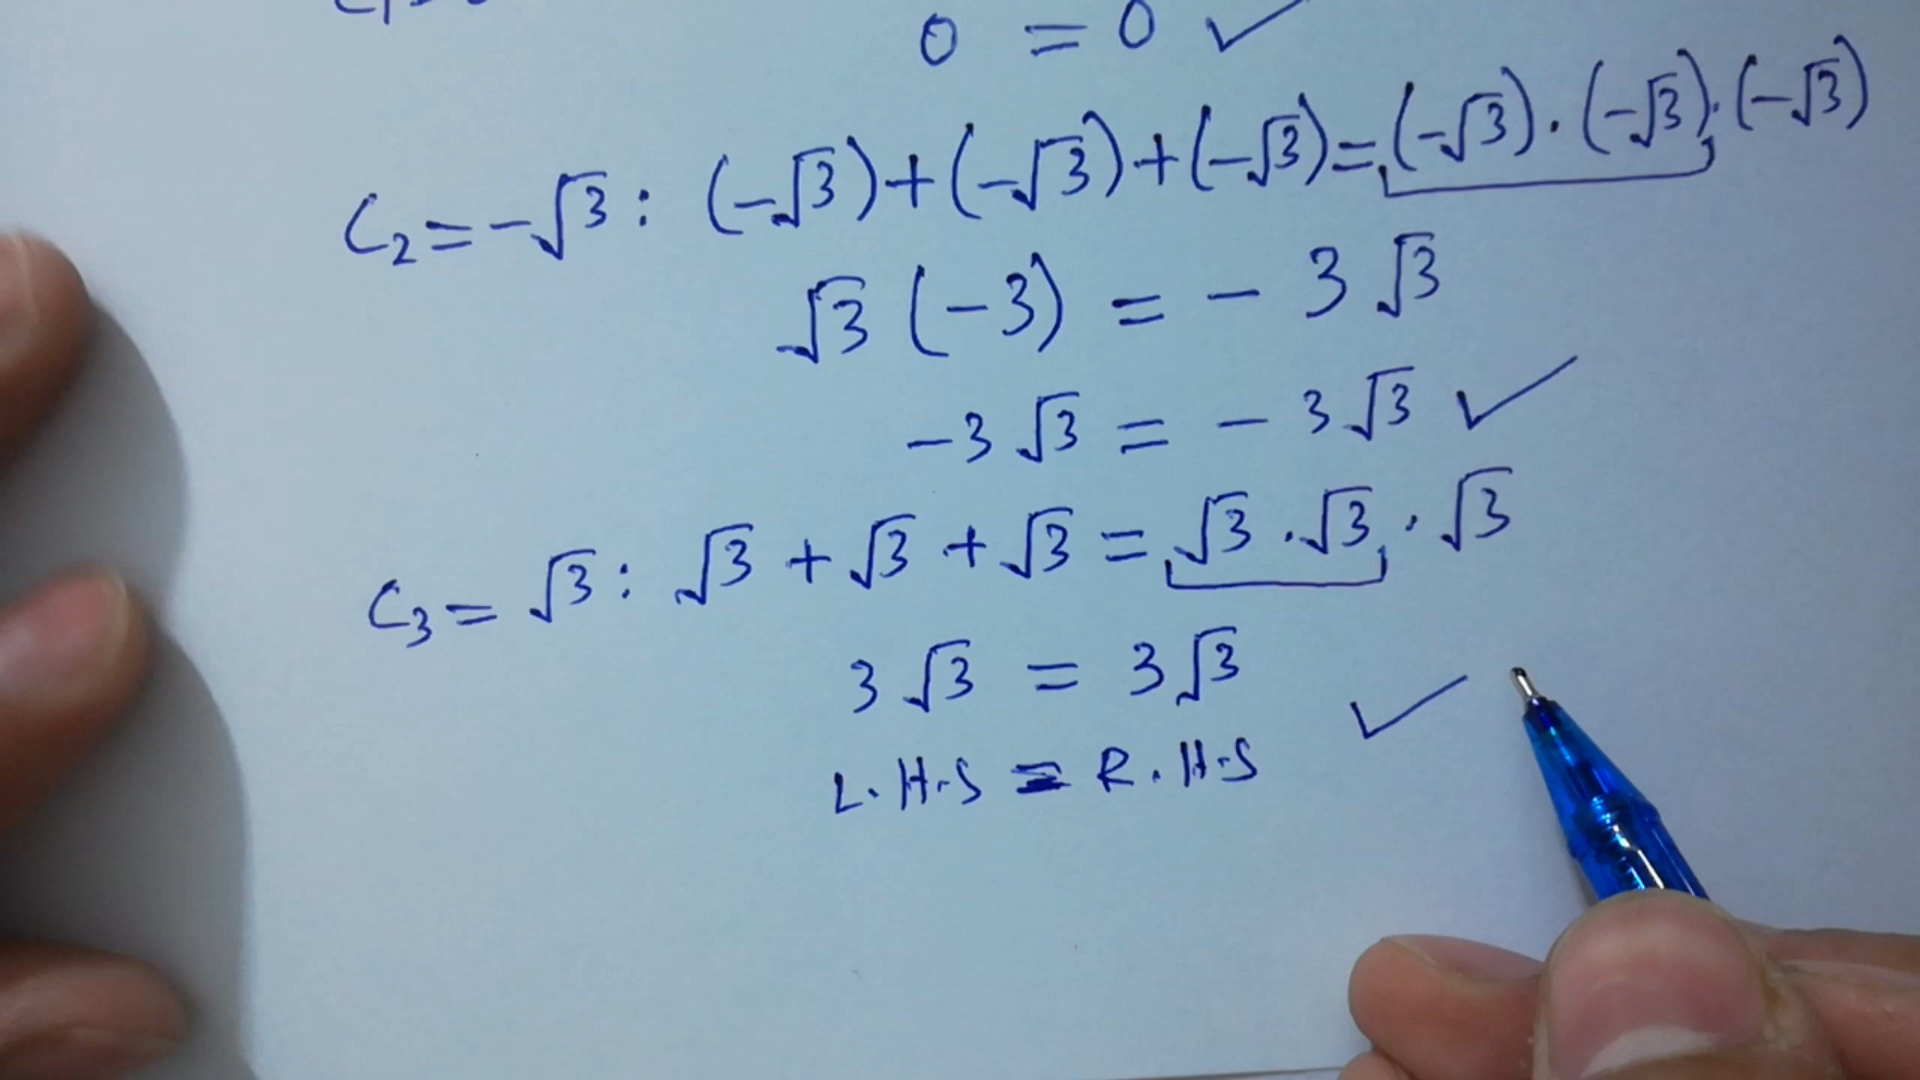 0 = 0 ✓
C₂ = -√3 : (-√3) + (-√3) + (-√3) = (-√3) · (-√3) · (-√3)
√3 (-3) = - 3 √3
-3 √3 = - 3 √3 ✓
C₃ = √3 : √3 + √3 + √3 = √3 · √3 · √3
3 √3 = 3 √3 ✓
L.H.S = R.H.S